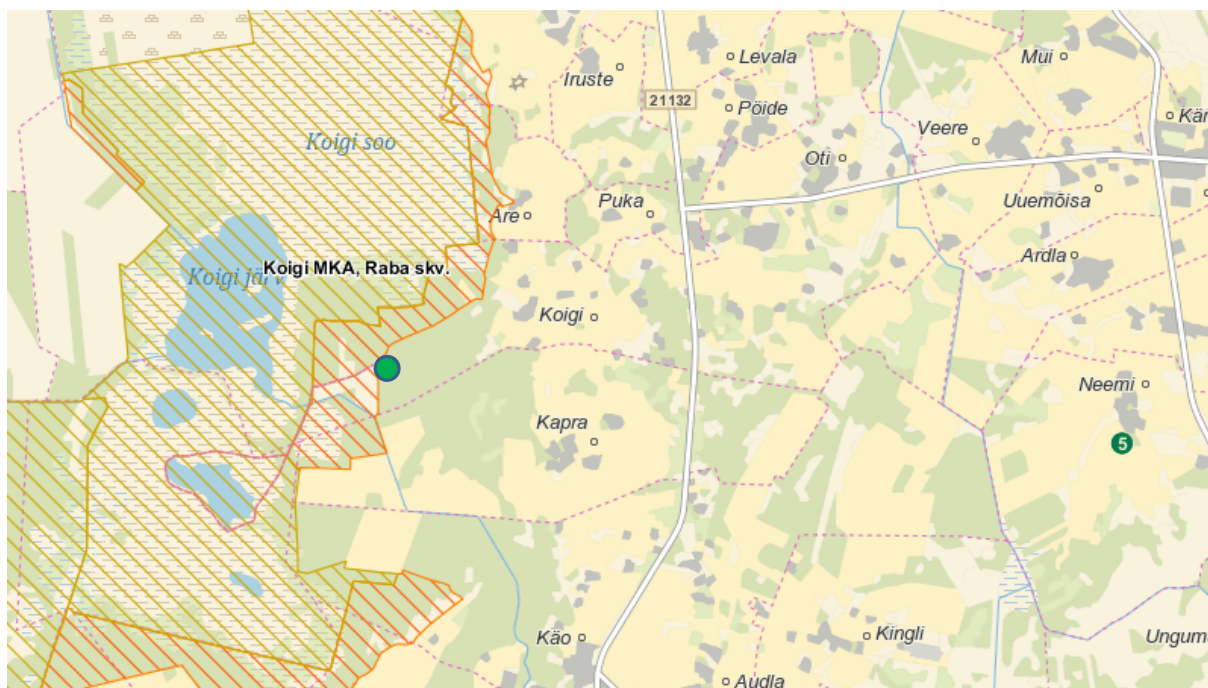 Levala
Mui
Iruste
21132
Pöide
Kär
Veere
Koigi soo
Oti
Uuemõisa
Are
Puka
Ardla
Koigi MKA, Raba skv.
Koigi järv
Koigi
Neemi
Kapra
5
Käo
Kingli
Ungum
Audla